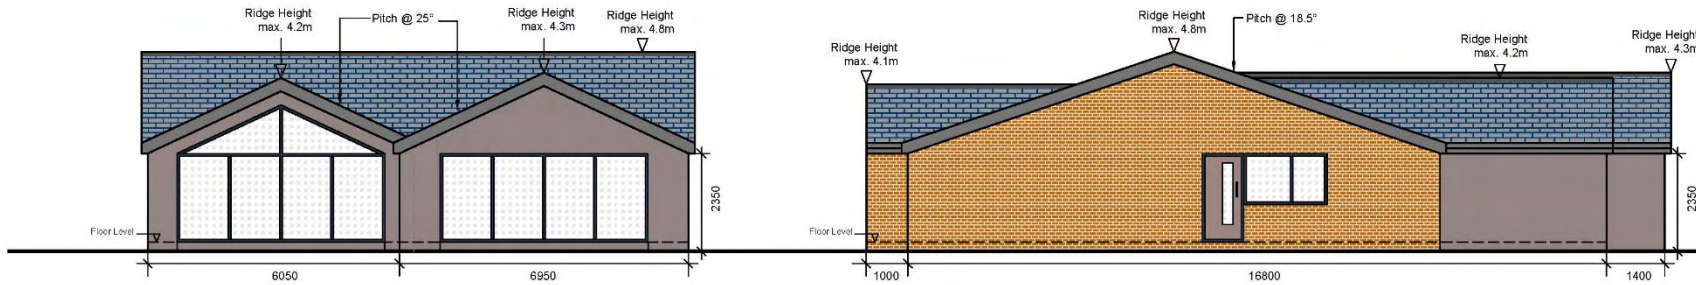 Ridge Height
max. 4.2m
Pitch @ 25°
Ridge Height
max. 4.3m
Ridge Height
max. 4.8m
2350
Floor Level
6050
6950
Ridge Height
max. 4.1m
Ridge Height
max. 4.8m
Pitch @ 18.5°
Ridge Height
max. 4.2m
Ridge Height
max. 4.3m
2350
Floor Level
1000
16800
1400